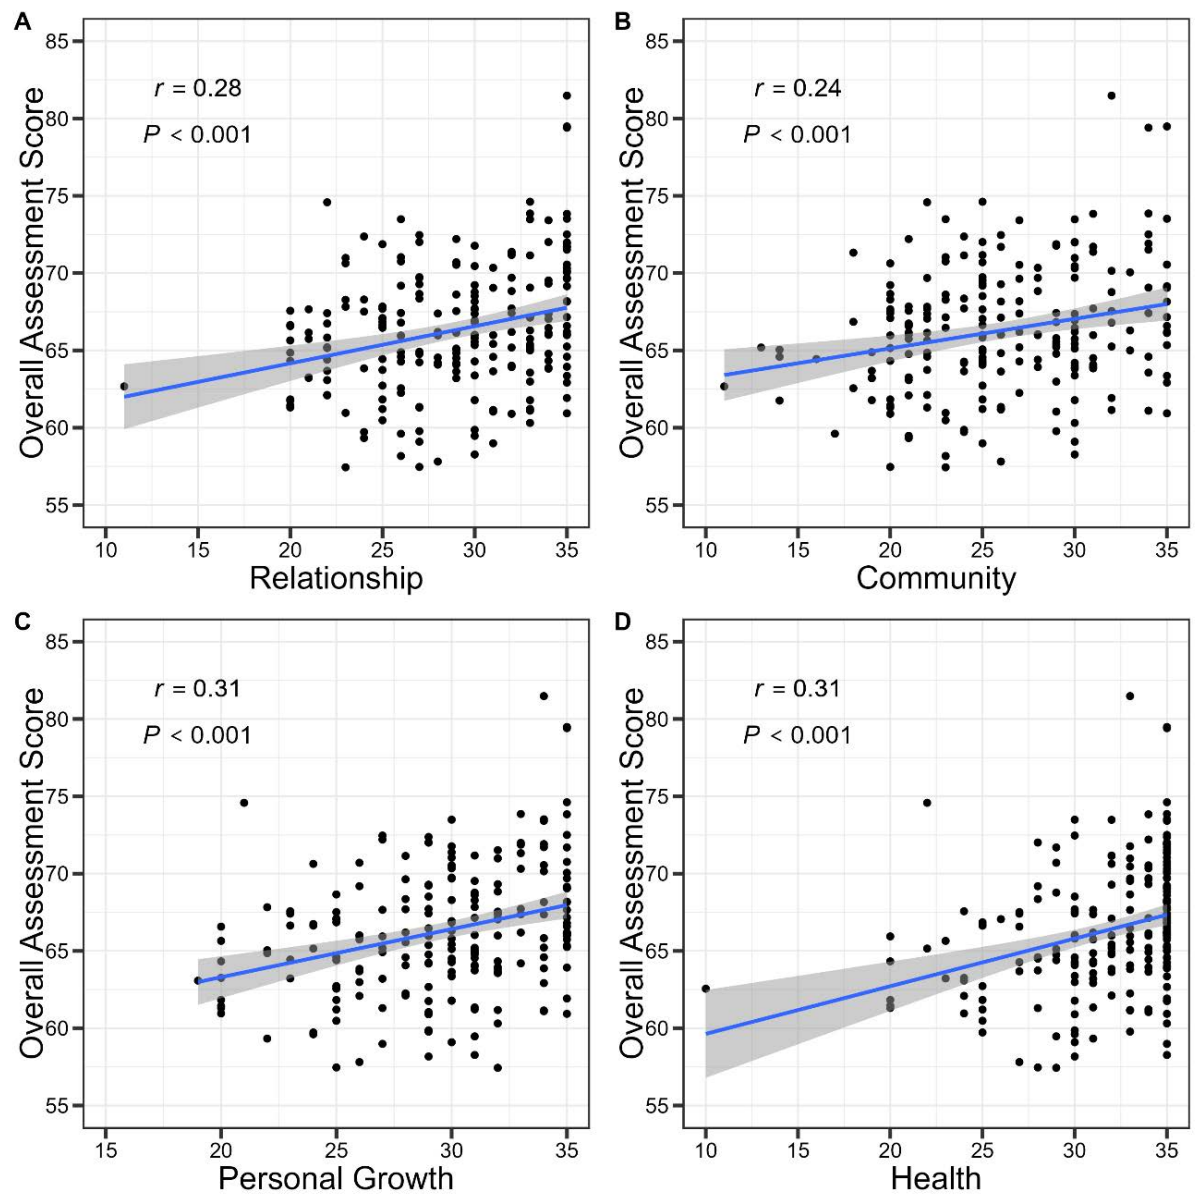 A
B
85
80
75
70
65
60
55
Overall Assessment Score
r = 0.28
P < 0.001
10 15 20 25 30 35
Relationship
85
80
75
70
65
60
55
Overall Assessment Score
r = 0.24
P < 0.001
10 15 20 25 30 35
Community
C
D
85
80
75
70
65
60
55
Overall Assessment Score
r = 0.31
P < 0.001
15 20 25 30 35
Personal Growth
85
80
75
70
65
60
55
Overall Assessment Score
r = 0.31
P < 0.001
10 15 20 25 30 35
Health